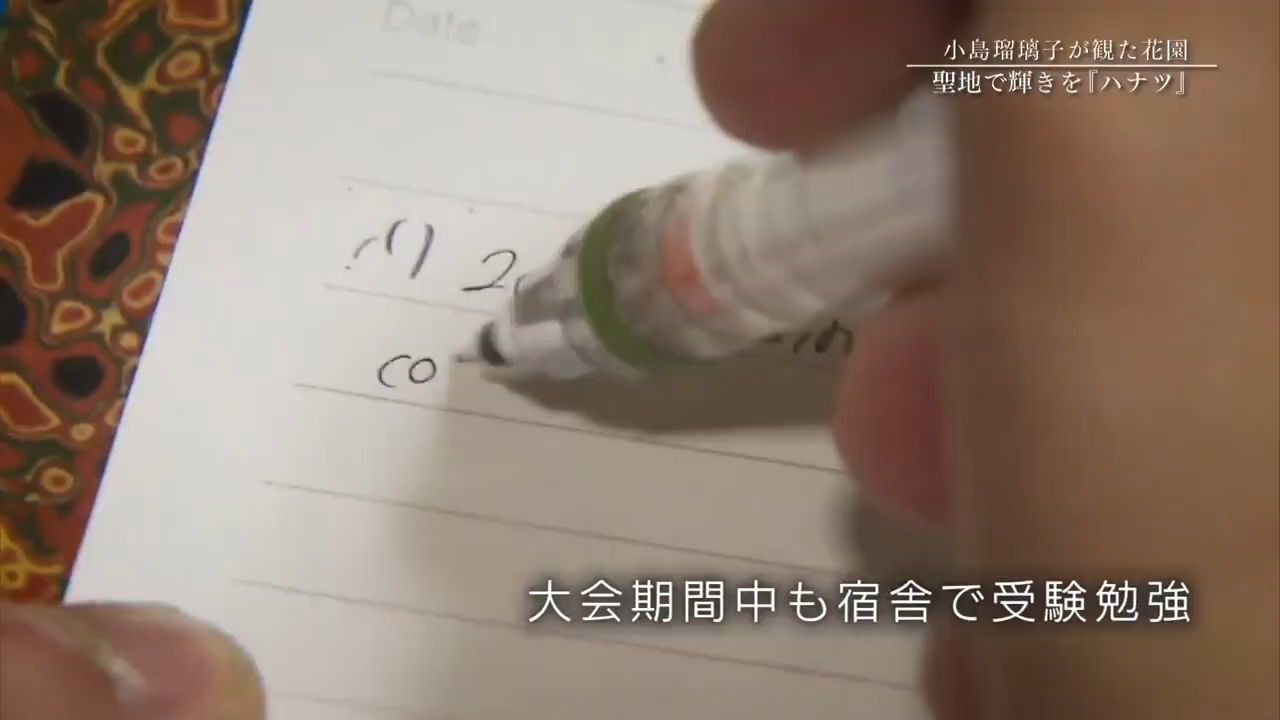 小島瑠璃子が観た花園
聖地で輝きを『ハナツ』
Date
2
co
大会期間中も宿舎で受験勉強